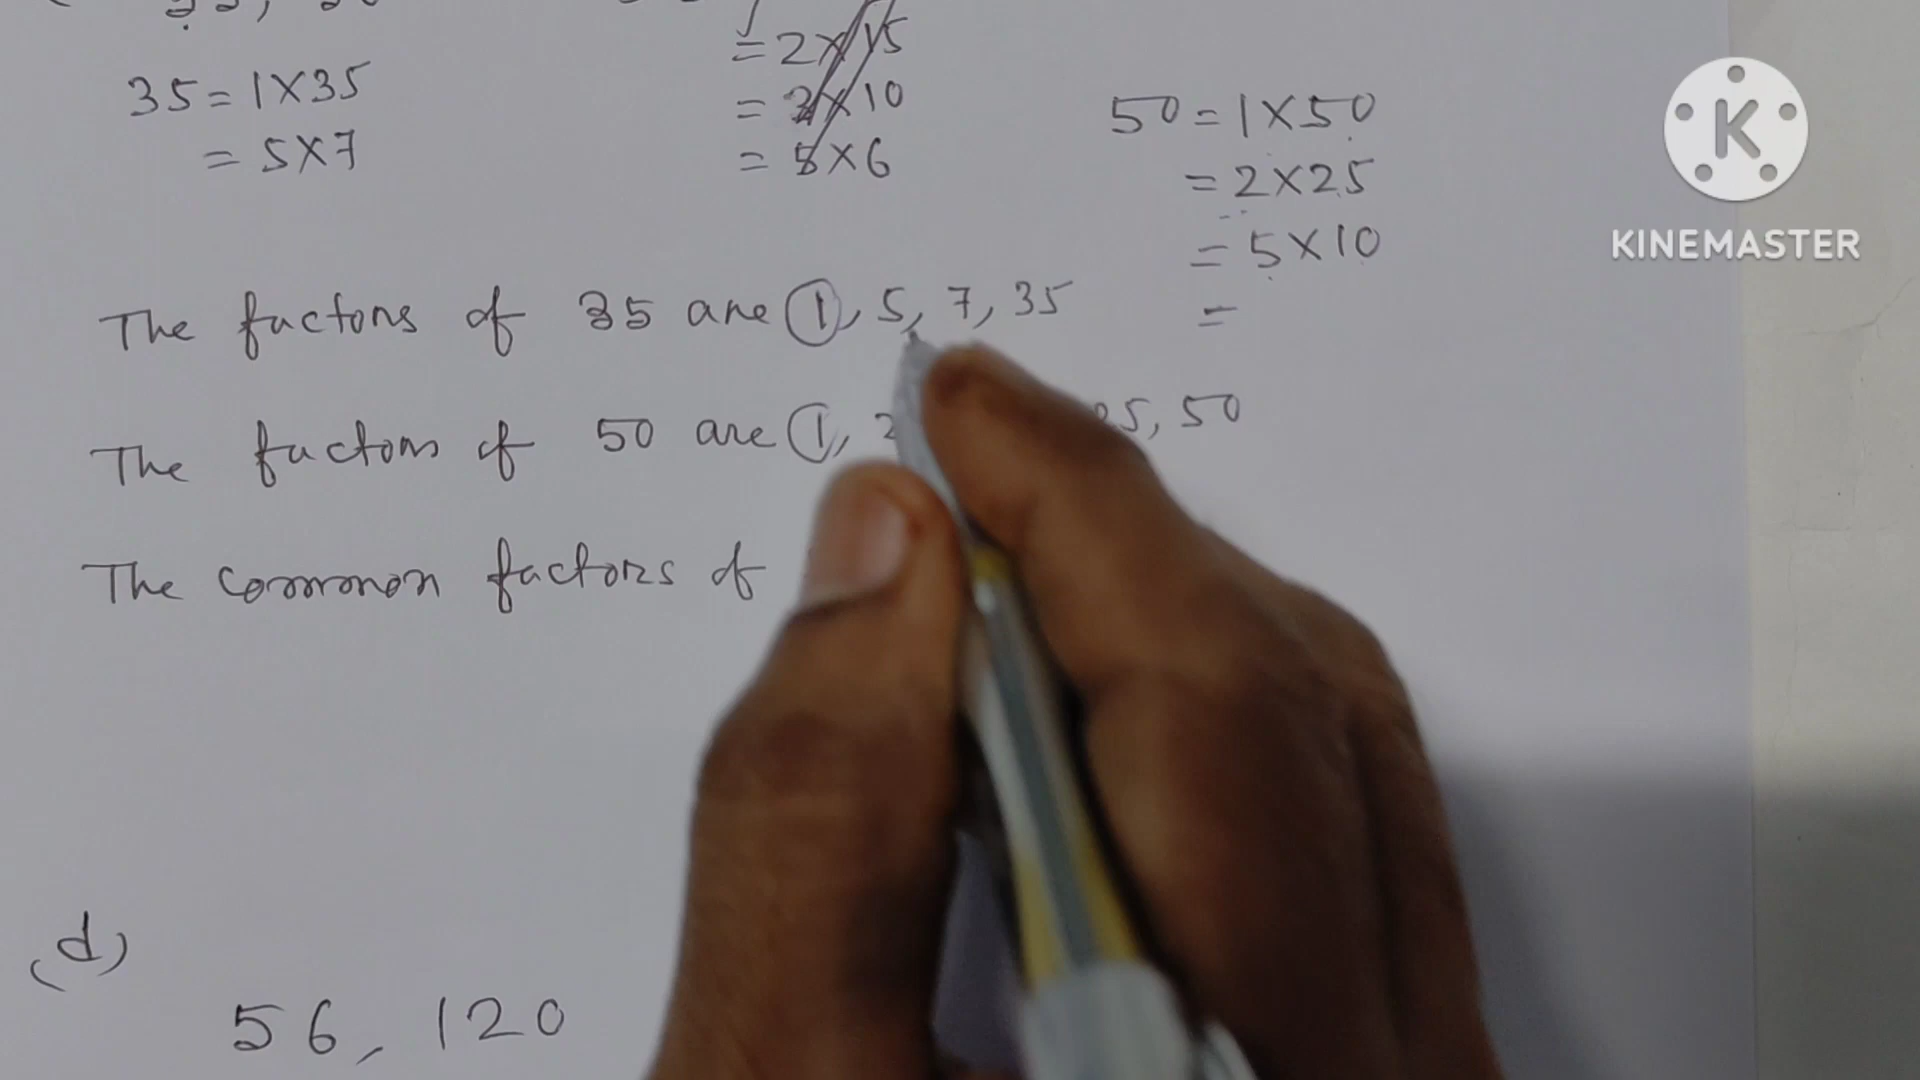 35 = 1 X 35
= 5 X 7
= 2 X 15
= 3 X 10
= 5 X 6
50 = 1 X 50
= 2 X 25
= 5 X 10
=
KINEMASTER
The factors of 35 are 1, 5, 7, 35
The factors of 50 are 1, 2 25, 50
The common factors of
(d)
56, 120